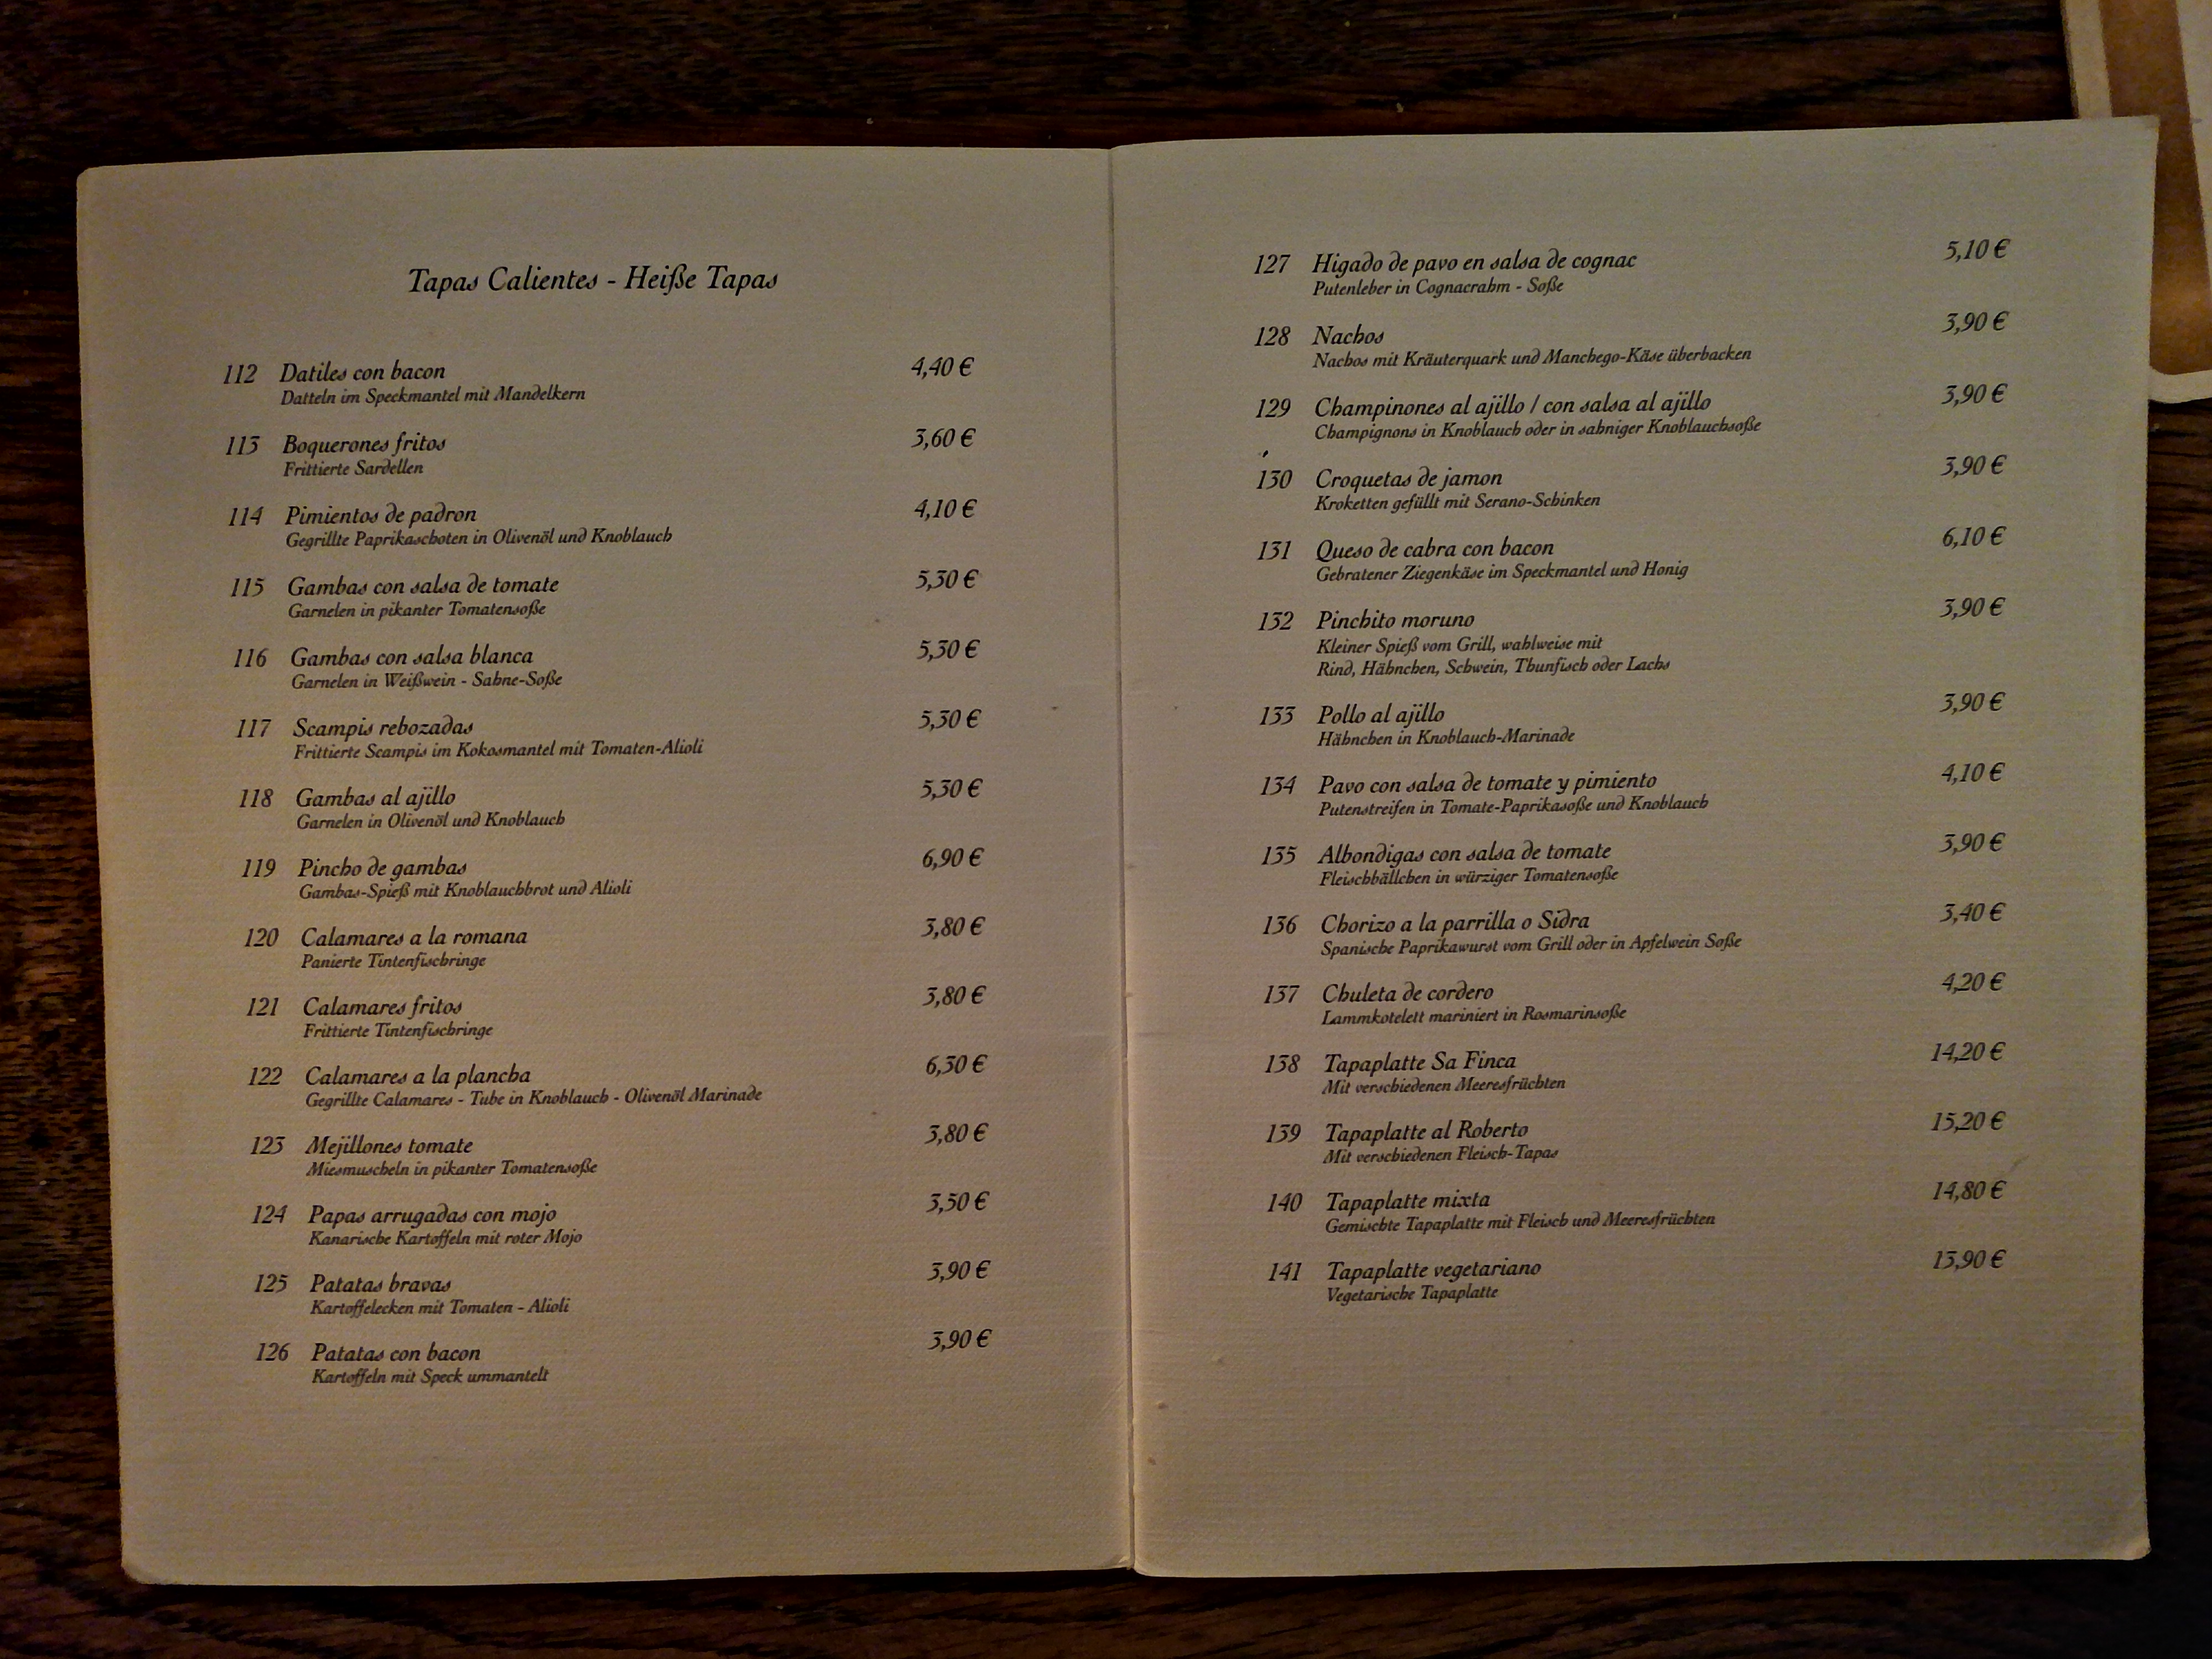 Tapas Calientes - Heiße Tapas
112 Datiles con bacon 4,40 €
Datteln im Speckmantel mit Mandelkern
113 Boquerones fritos 3,60 €
Frittierte Sardellen
114 Pimientos de padron 4,10 €
Gegrillte Paprikaschoten in Olivenöl und Knoblauch
115 Gambas con salsa de tomate 5,30 €
Garnelen in pikanter Tomatensoße
116 Gambas con salsa blanca 5,30 €
Garnelen in Weißwein - Sahne-Soße
117 Scampis rebozadas 5,30 €
Frittierte Scampis im Kokosmantel mit Tomaten-Alioli
118 Gambas al ajillo 5,30 €
Garnelen in Olivenöl und Knoblauch
119 Pincho de gambas 6,90 €
Gambas-Spieß mit Knoblauchbrot und Alioli
120 Calamares a la romana 3,80 €
Panierte Tintenfischringe
121 Calamares fritos 3,80 €
Frittierte Tintenfischringe
122 Calamares a la plancha 6,30 €
Gegrillte Calamares - Tube in Knoblauch - Olivenöl Marinade
123 Mejillones tomate 3,80 €
Miesmuscheln in pikanter Tomatensoße
124 Papas arrugadas con mojo 3,50 €
Kanarische Kartoffeln mit roter Mojo
125 Patatas bravas 3,90 €
Kartoffelecken mit Tomaten - Alioli
126 Patatas con bacon 3,90 €
Kartoffeln mit Speck ummantelt
127 Higado de pavo en salsa de cognac 5,10 €
Putenleber in Cognacrahm - Soße
128 Nachos 3,90 €
Nachos mit Kräuterquark und Manchego-Käse überbacken
129 Champinones al ajillo / con salsa al ajillo 3,90 €
Champignons in Knoblauch oder in sahniger Knoblauchsoße
130 Croquetas de jamon 3,90 €
Kroketten gefüllt mit Serano-Schinken
131 Queso de cabra con bacon 6,10 €
Gebratener Ziegenkäse im Speckmantel und Honig
132 Pinchito moruno 3,90 €
Kleiner Spieß vom Grill, wahlweise mit
Rind, Hähnchen, Schwein, Thunfisch oder Lachs
133 Pollo al ajillo 3,90 €
Hähnchen in Knoblauch-Marinade
134 Pavo con salsa de tomate y pimiento 4,10 €
Putenstreifen in Tomate-Paprikasoße und Knoblauch
135 Albondigas con salsa de tomate 3,90 €
Fleischbällchen in würziger Tomatensoße
136 Chorizo a la parrilla o Sidra 3,40 €
Spanische Paprikawurst vom Grill oder in Apfelwein Soße
137 Chuleta de cordero 4,20 €
Lammkotelett mariniert in Rosmarinsoße
138 Tapaplatte Sa Finca 14,20 €
Mit verschiedenen Meeresfrüchten
139 Tapaplatte al Roberto 15,20 €
Mit verschiedenen Fleisch-Tapas
140 Tapaplatte mixta 14,80 €
Gemischte Tapaplatte mit Fleisch und Meeresfrüchten
141 Tapaplatte vegetariano 13,90 €
Vegetarische Tapaplatte